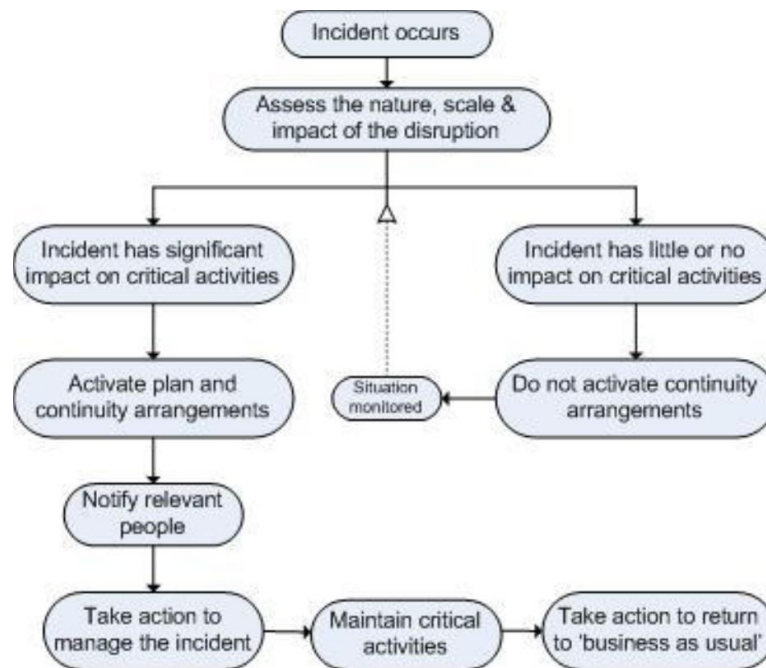 Incident occurs
Assess the nature, scale &
impact of the disruption
Incident has significant
impact on critical activities
Incident has little or no
impact on critical activities
Activate plan and
continuity arrangements
Situation
monitored
Do not activate continuity
arrangements
Notify relevant
people
Take action to
manage the incident
Maintain critical
activities
Take action to return
to 'business as usual'